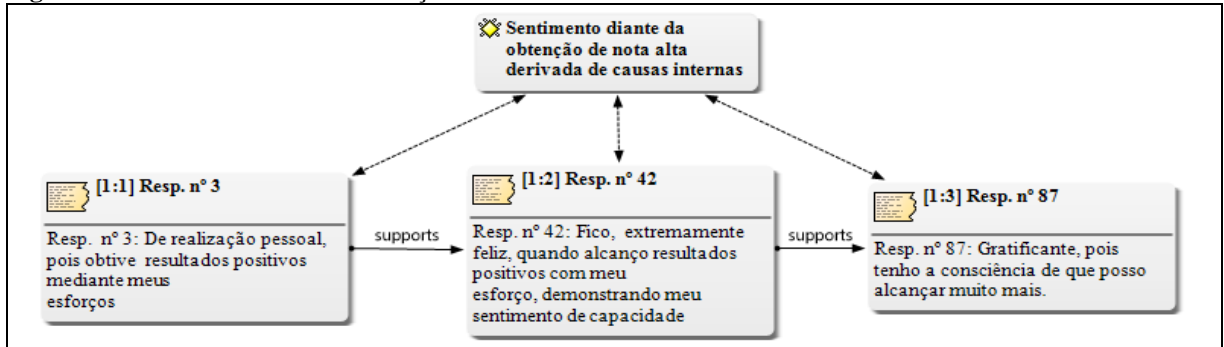 Sentimento diante da
obtenção de nota alta
derivada de causas internas
[1:1] Resp. nº 3
Resp. nº 3: De realização pessoal,
pois obtive resultados positivos
mediante meus
esforços
supports
[1:2] Resp. nº 42
Resp. nº 42: Fico, extremamente
feliz, quando alcanço resultados
positivos com meu
esforço, demonstrando meu
sentimento de capacidade
supports
[1:3] Resp. nº 87
Resp. nº 87: Gratificante, pois
tenho a consciência de que posso
alcançar muito mais.